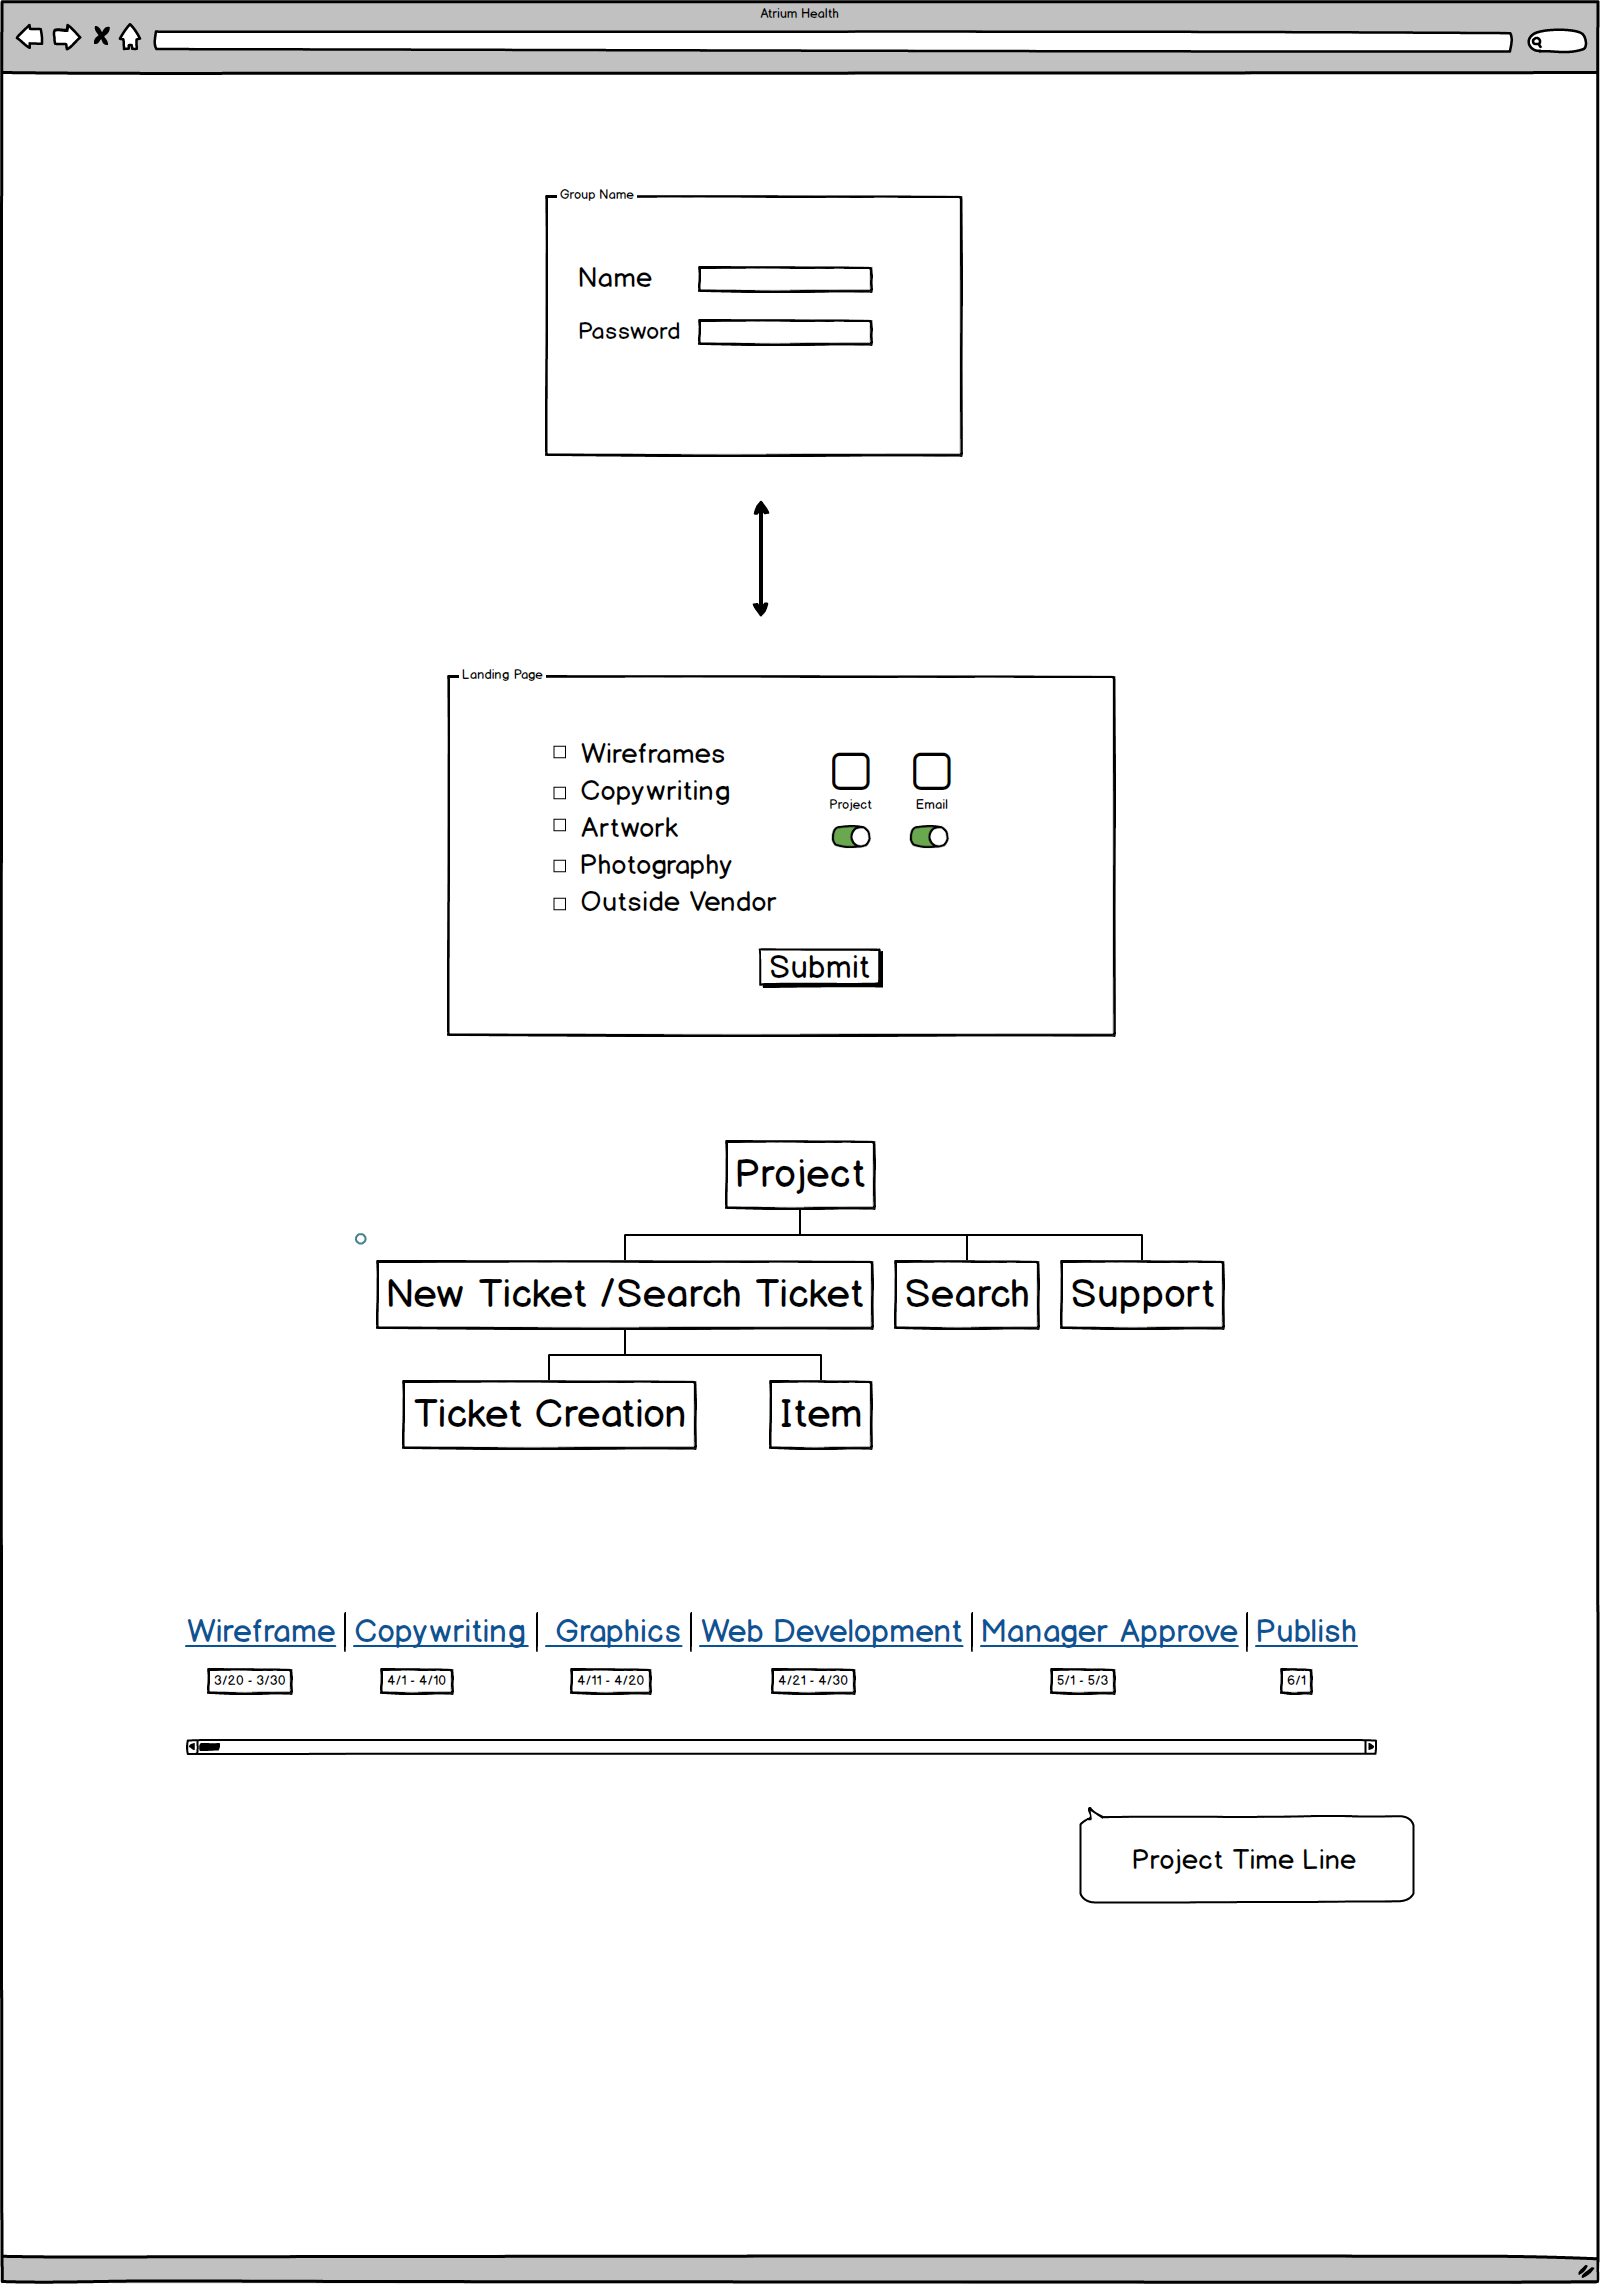 Atrium Health
Group Name
Name
Password
Landing Page
Wireframes
Copywriting
Artwork
Photography
Outside Vendor
Project Email
Submit
Project
New Ticket /Search Ticket Search Support
Ticket Creation Item
Wireframe Copywriting Graphics Web Development Manager Approve Publish
3/20 - 3/30 4/1 - 4/10 4/11 - 4/20 4/21 - 4/30 5/1 - 5/3 6/1
Project Time Line